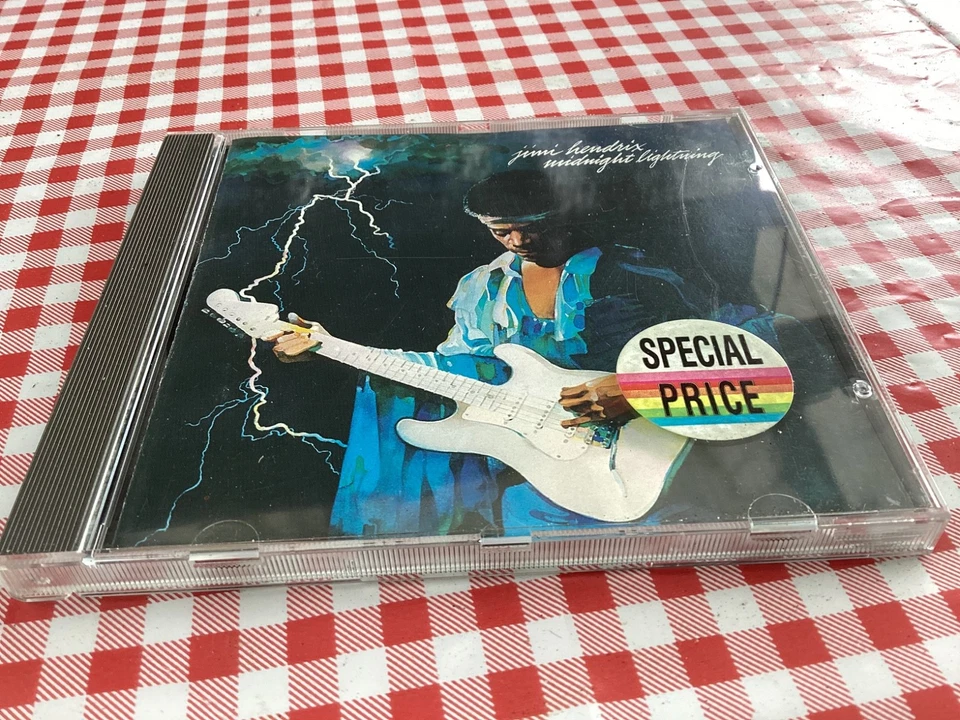 jimi hendrix
midnight lightning
SPECIAL
PRICE